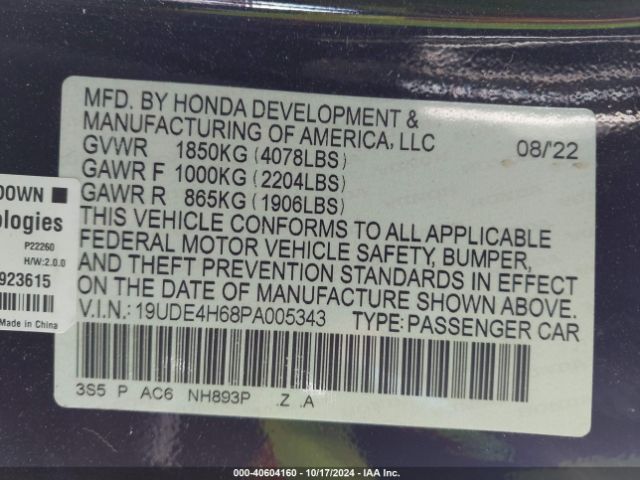 MFD. BY HONDA DEVELOPMENT &
MANUFACTURING OF AMERICA, LLC
GVWR 1850KG (4078LBS) 08/'22
GAWR F 1000KG (2204LBS)
GAWR R 865KG (1906LBS)
THIS VEHICLE CONFORMS TO ALL APPLICABLE
FEDERAL MOTOR VEHICLE SAFETY, BUMPER,
AND THEFT PREVENTION STANDARDS IN EFFECT
ON THE DATE OF MANUFACTURE SHOWN ABOVE.
V.I.N.: 19UDE4H68PA005343 TYPE: PASSENGER CAR
3S5 P AC6 NH893P .Z .A
DOWN
ologies
P22260
H/W:2.0.0
923615
Made in China
000-40604160 - 10/17/2024 - IAA Inc.